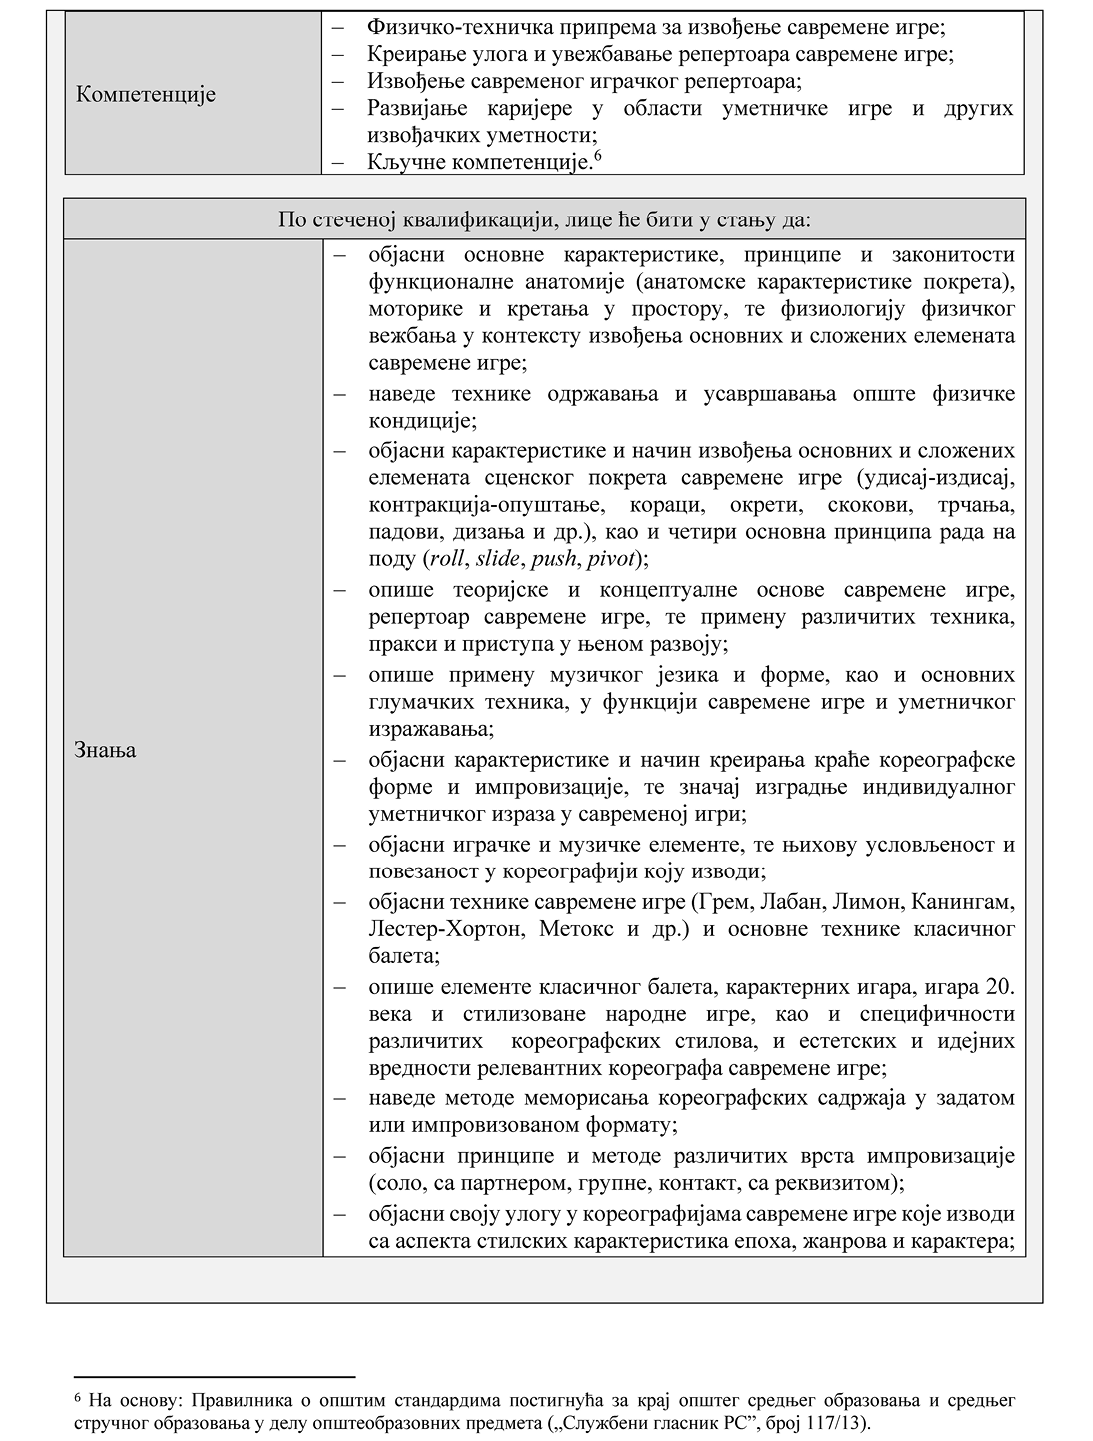 – Физичко-техничка припрема за извођење савремене игре;
– Креирање улога и увежбавање репертоара савремене игре;
– Извођење савременог играчког репертоара;
Компетенције
– Развијање каријере у области уметничке игре и других
извођачких уметности;
– Кључне компетенције.⁶
По стеченој квалификацији, лице ће бити у стању да:
– објасни основне карактеристике, принципе и законитости
функционалне анатомије (анатомске карактеристике покрета),
моторике и кретања у простору, те физиологију физичког
вежбања у контексту извођења основних и сложених елемената
савремене игре;
– наведе технике одржавања и усавршавања опште физичке
кондиције;
– објасни карактеристике и начин извођења основних и сложених
елемената сценског покрета савремене игре (удисај-издисај,
контракција-опуштање, кораци, окрети, скокови, трчања,
падови, дизања и др.), као и четири основна принципа рада на
поду (roll, slide, push, pivot);
– опише теоријске и концептуалне основе савремене игре,
репертоар савремене игре, те примену различитих техника,
пракси и приступа у њеном развоју;
– опише примену музичког језика и форме, као и основних
глумачких техника, у функцији савремене игре и уметничког
изражавања;
Знања
– објасни карактеристике и начин креирања краће кореографске
форме и импровизације, те значај изградње индивидуалног
уметничког израза у савременој игри;
– објасни играчке и музичке елементе, те њихову условљеност и
повезаност у кореографији коју изводи;
– објасни технике савремене игре (Грем, Лабан, Лимон, Канингам,
Лестер-Хортон, Метокс и др.) и основне технике класичног
балета;
– опише елементе класичног балета, карактерних игара, игара 20.
века и стилизоване народне игре, као и специфичности
различитих кореографских стилова, и естетских и идејних
вредности релевантних кореографа савремене игре;
– наведе методе меморисања кореографских садржаја у задатом
или импровизованом формату;
– објасни принципе и методе различитих врста импровизације
(соло, са партнером, групне, контакт, са реквизитом);
– објасни своју улогу у кореографијама савремене игре које изводи
са аспекта стилских карактеристика епоха, жанрова и карактера;
⁶ На основу: Правилника о општим стандардима постигнућа за крај општег средњег образовања и средњег
стручног образовања у делу општеобразовних предмета („Службени гласник РС”, број 117/13).